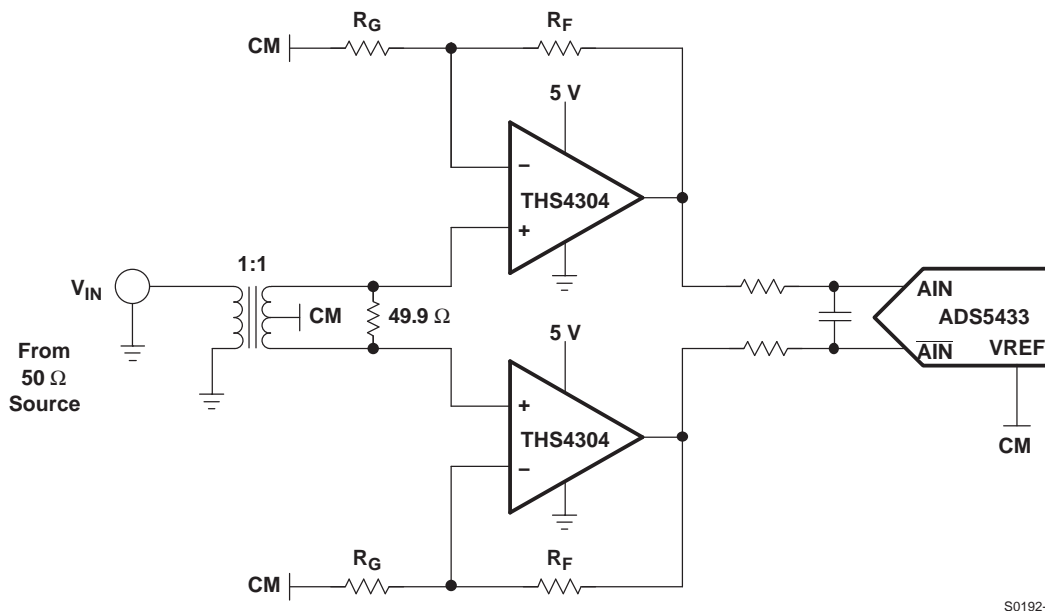 R_G
R_F
CM
5 V
−
THS4304
+
1:1
V_IN
CM
49.9 Ω
AIN
ADS5433
A̅I̅N̅
VREF
5 V
From
50 Ω
Source
+
THS4304
−
CM
R_G
R_F
CM
S0192-